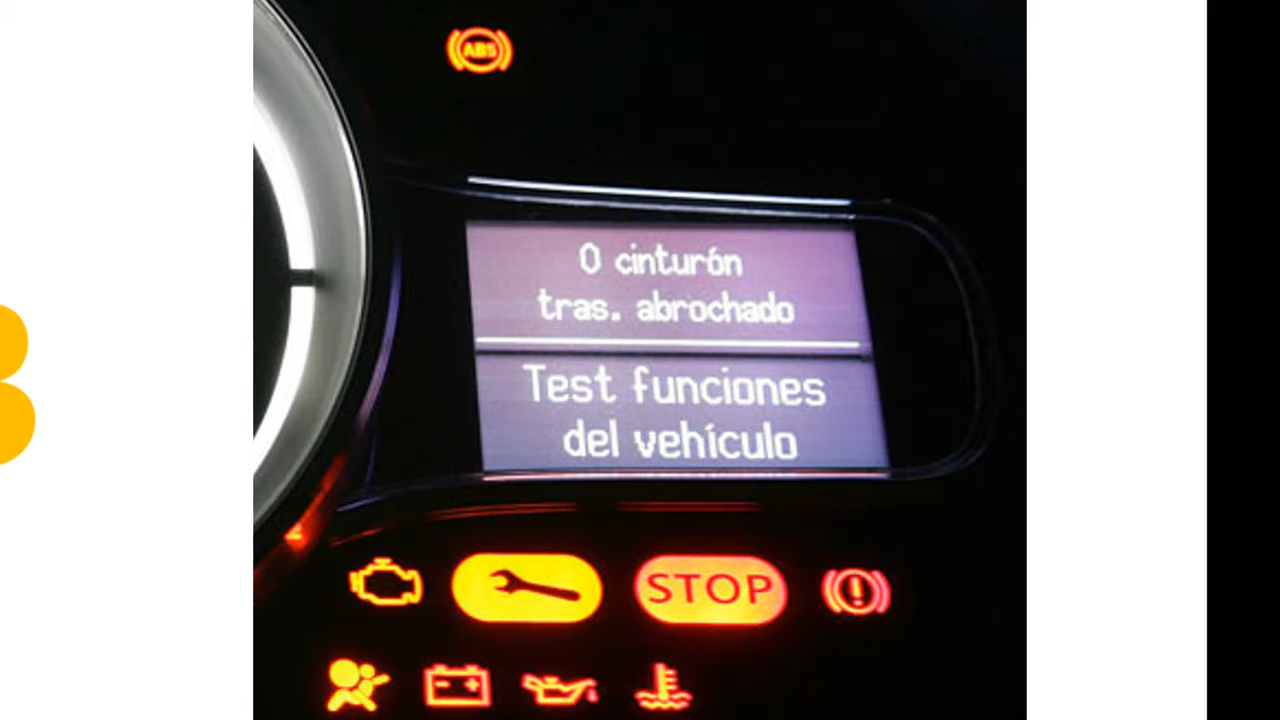 ABS
0 cinturón
tras. abrochado
Test funciones
del vehículo
STOP